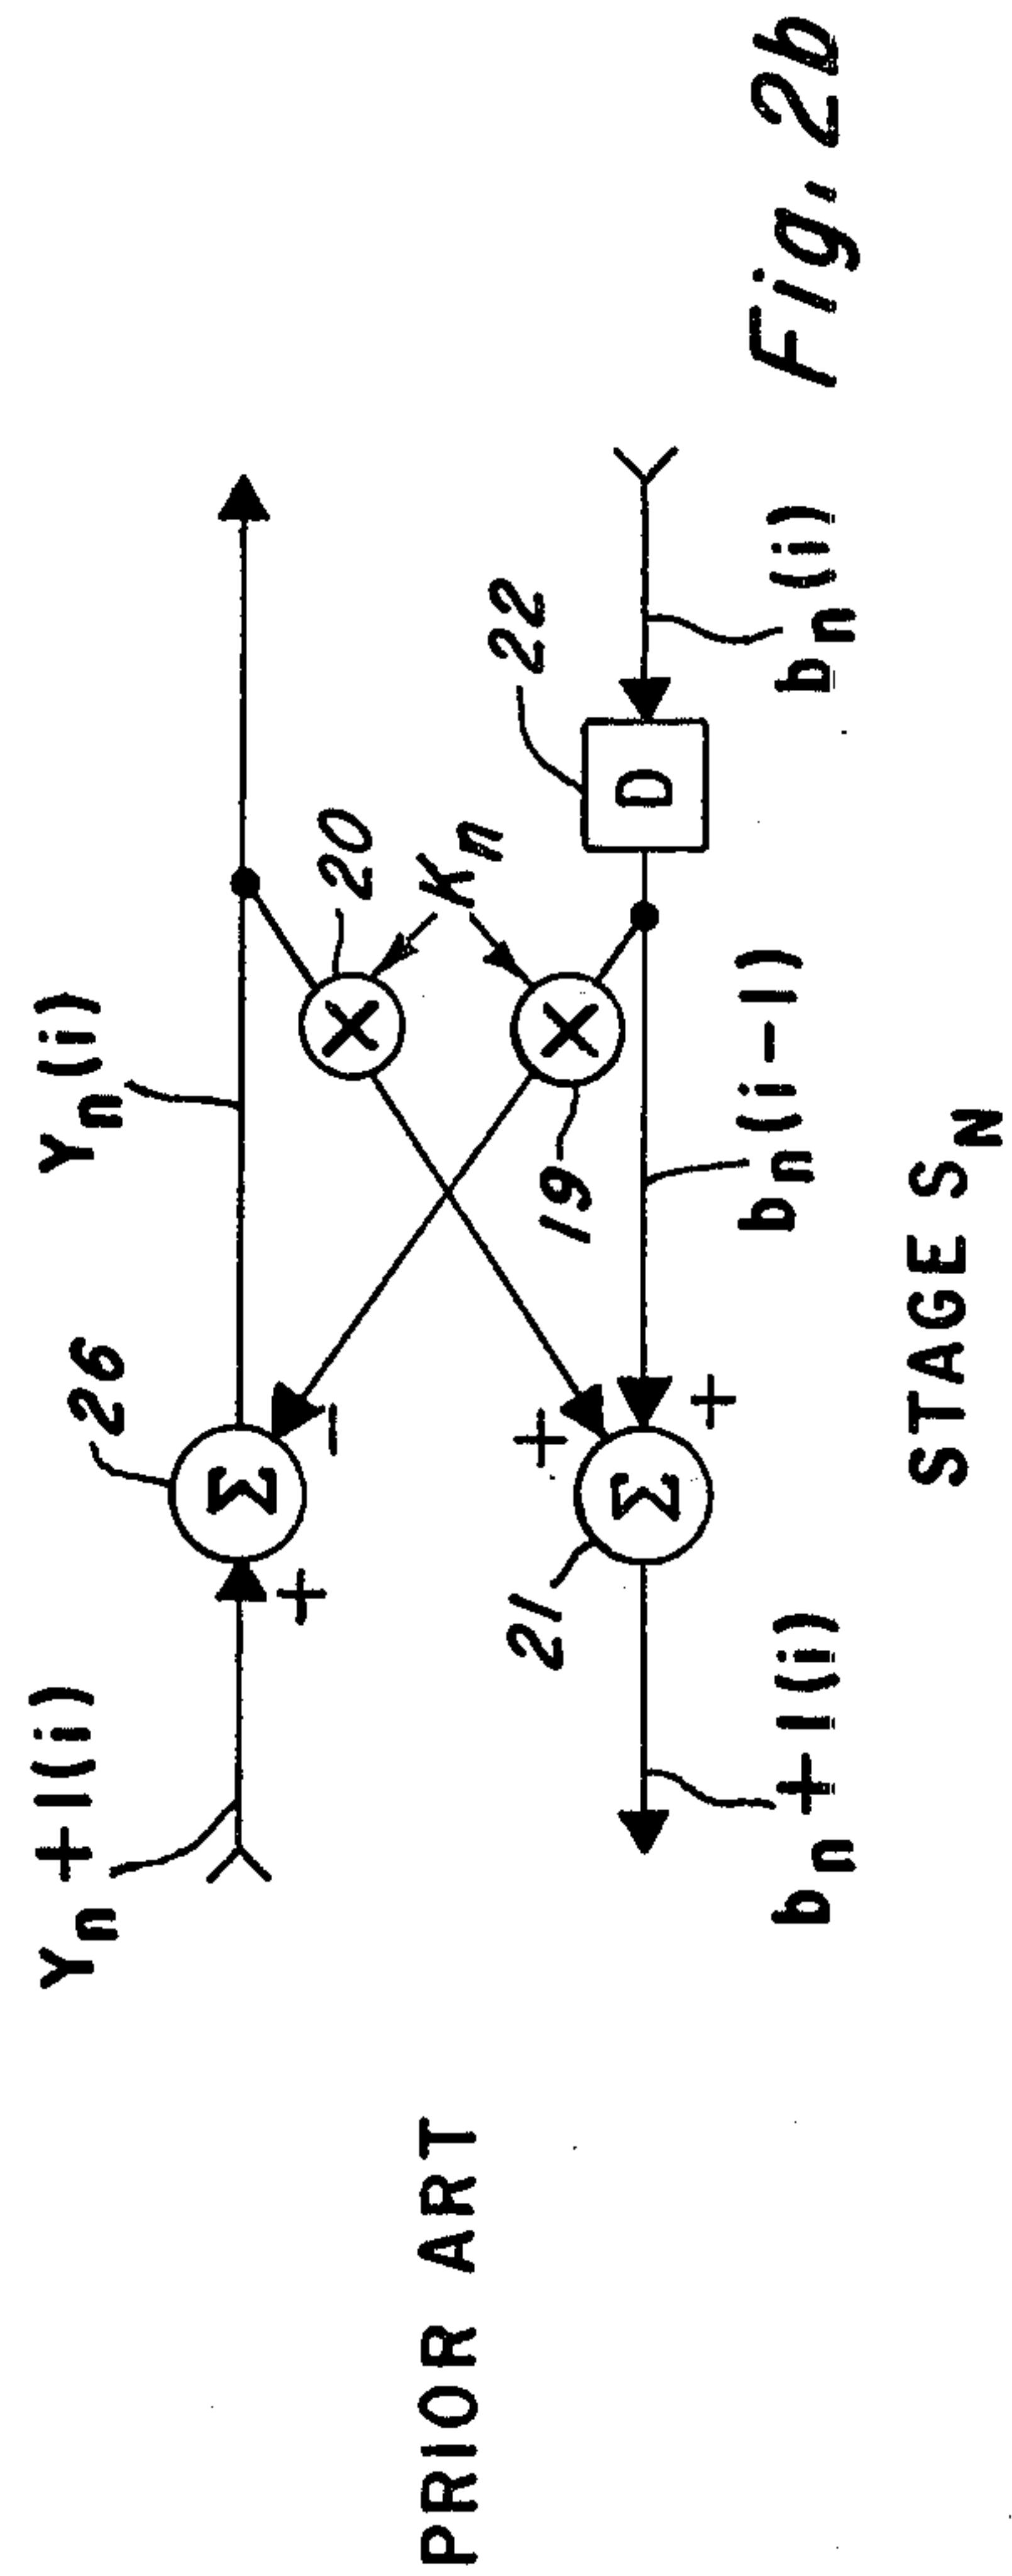 Yn+1(i)
Yn(i)
26
+
-
20
Kn
PRIOR ART
X
X
Σ
Σ
21
+
19
22
D
+
bn+1(i)
bn(i-1)
bn(i)
STAGE SN
Fig. 2b